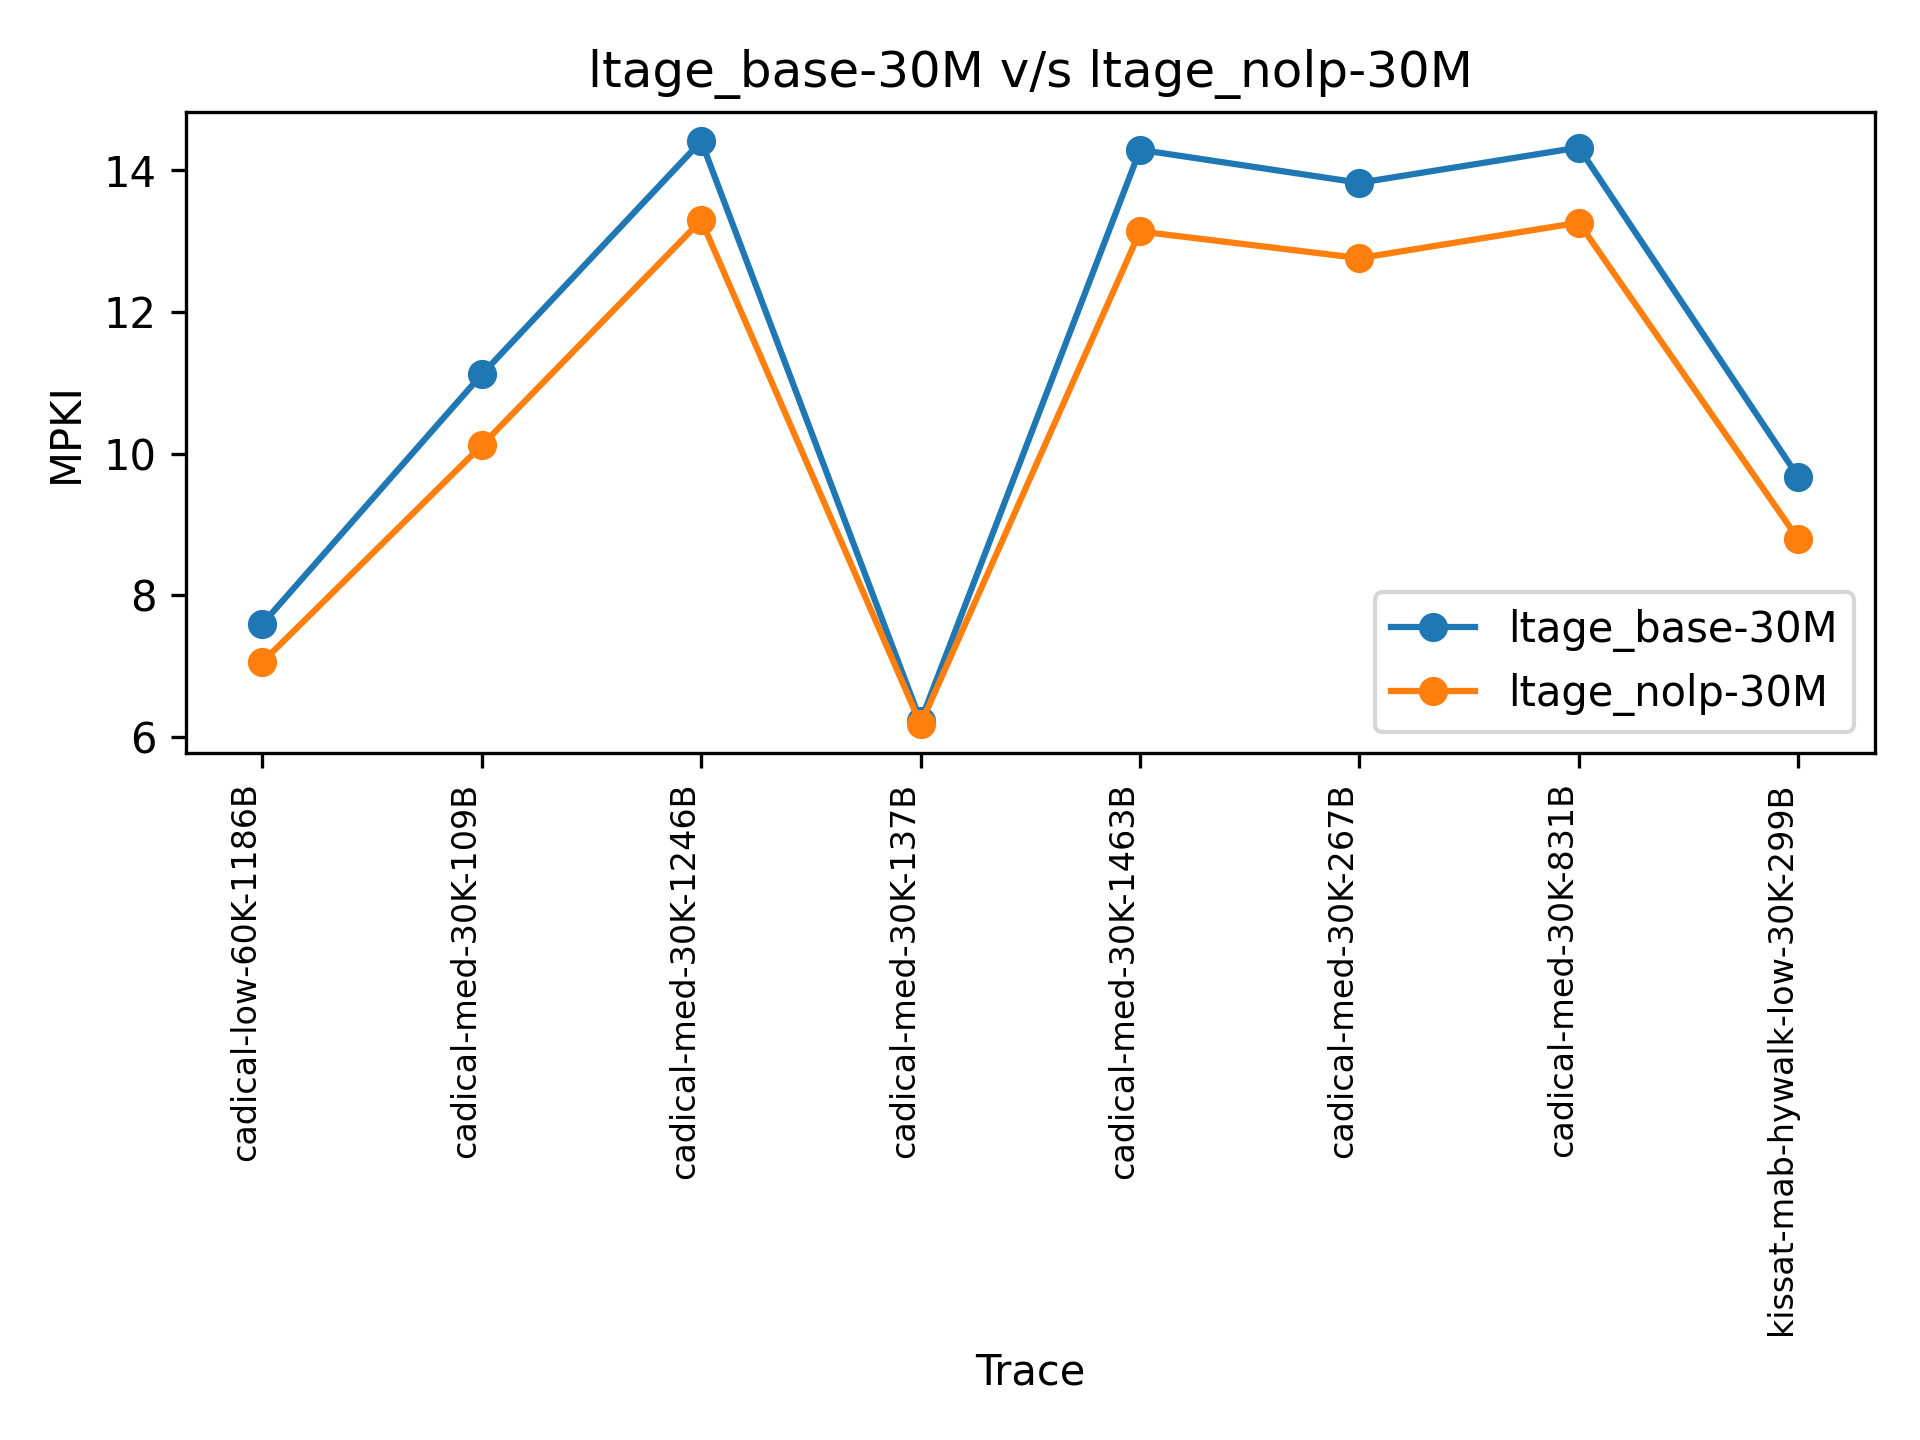 ltage_base-30M v/s ltage_nolp-30M
MPKI
14
12
10
8
6
ltage_base-30M
ltage_nolp-30M
cadical-low-60K-1186B
cadical-med-30K-109B
cadical-med-30K-1246B
cadical-med-30K-137B
cadical-med-30K-1463B
cadical-med-30K-267B
cadical-med-30K-831B
kissat-mab-hywalk-low-30K-299B
Trace